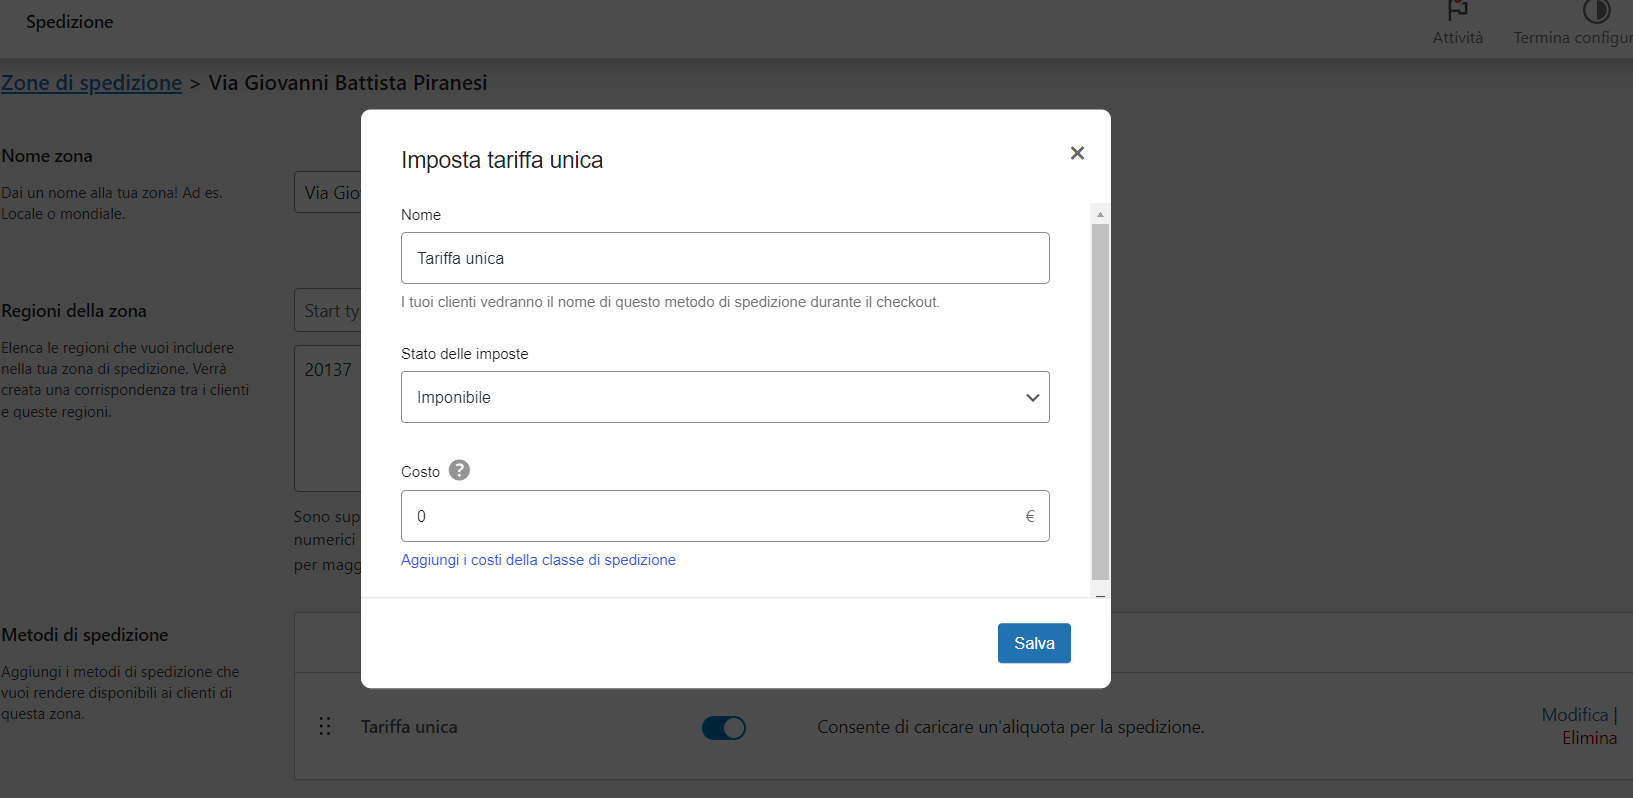 Spedizione
Attività
Termina configur
Zone di spedizione > Via Giovanni Battista Piranesi
Nome zona
Dai un nome alla tua zona! Ad es.
Locale o mondiale.
Via Gio
Regioni della zona
Elenca le regioni che vuoi includere
nella tua zona di spedizione. Verrà
creata una corrispondenza tra i clienti
e queste regioni.
Start ty
20137
Sono sup
numerici
per magg
Imposta tariffa unica
Nome
Tariffa unica
I tuoi clienti vedranno il nome di questo metodo di spedizione durante il checkout.
Stato delle imposte
Imponibile
Costo ?
0 €
Aggiungi i costi della classe di spedizione
Salva
Metodi di spedizione
Aggiungi i metodi di spedizione che
vuoi rendere disponibili ai clienti di
questa zona.
Tariffa unica
Consente di caricare un'aliquota per la spedizione.
Modifica |
Elimina